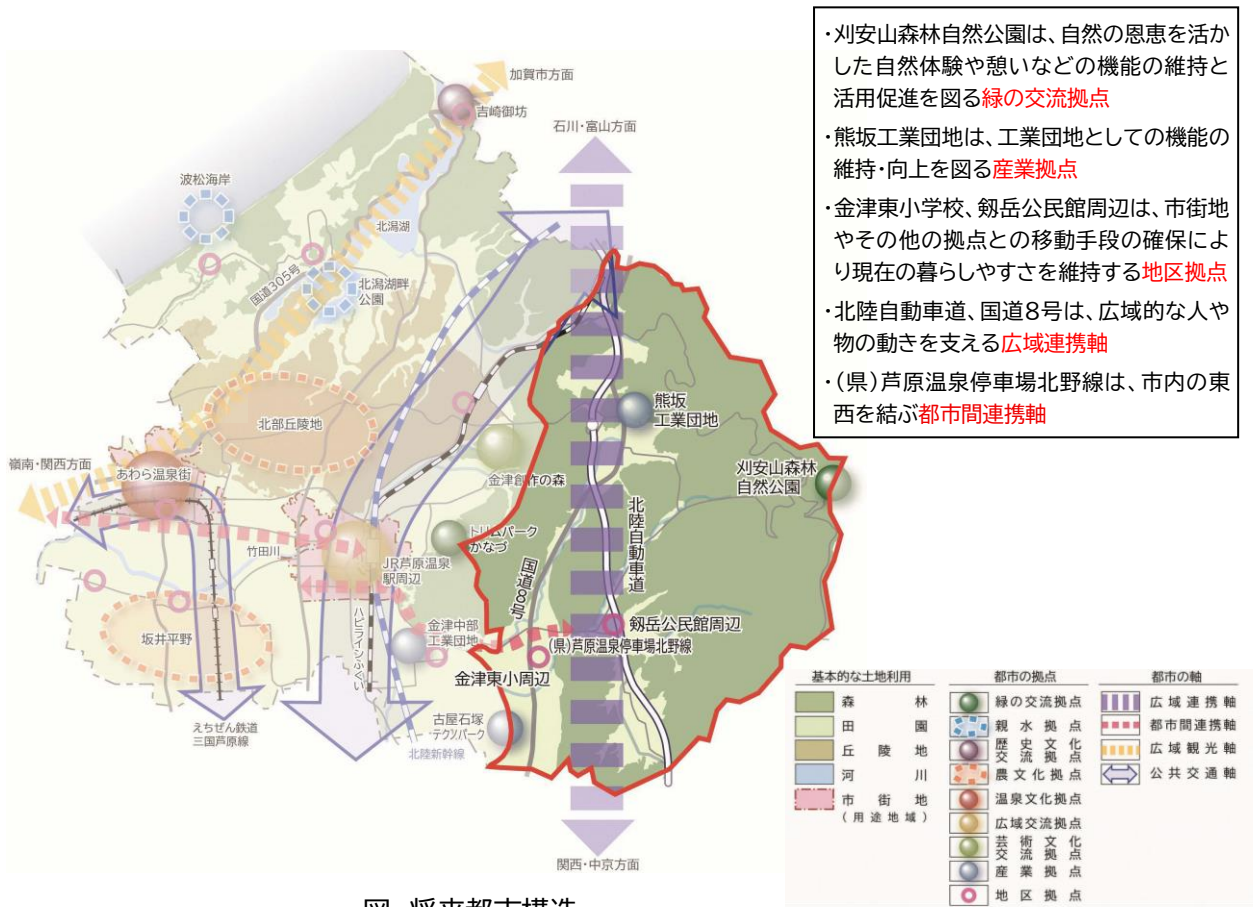 ・刈安山森林自然公園は、自然の恩恵を活か
した自然体験や憩いなどの機能の維持と
活用促進を図る緑の交流拠点
・熊坂工業団地は、工業団地としての機能の
維持・向上を図る産業拠点
・金津東小学校、剱岳公民館周辺は、市街地
やその他の拠点との移動手段の確保によ
り現在の暮らしやすさを維持する地区拠点
・北陸自動車道、国道8号は、広域的な人や
物の動きを支える広域連携軸
・(県)芦原温泉停車場北野線は、市内の東
西を結ぶ都市間連携軸
加賀市方面
吉崎御坊
石川・富山方面
波松海岸
北潟湖
国道305号
北潟湖畔
公園
熊坂
工業団地
北部丘陵地
嶺南・関西方面
あわら温泉街
金津創作の森
刈安山森林
自然公園
北陸自動車道
トリムパーク
かなづ
竹田川
JR芦原温泉
駅周辺
国道8号
ハピラインふくい
金津中部
工業団地
剱岳公民館周辺
(県)芦原温泉停車場北野線
坂井平野
金津東小周辺
古屋石塚
テクノパーク
えちぜん鉄道
三国芦原線
北陸新幹線
関西・中京方面
基本的な土地利用
森林
田園
丘陵地
河川
市街地
(用途地域)
都市の拠点
緑の交流拠点
親水拠点
歴史文化
交流拠点
農文化拠点
温泉文化拠点
広域交流拠点
芸術文化
交流拠点
産業拠点
地区拠点
都市の軸
広域連携軸
都市間連携軸
広域観光軸
公共交通軸